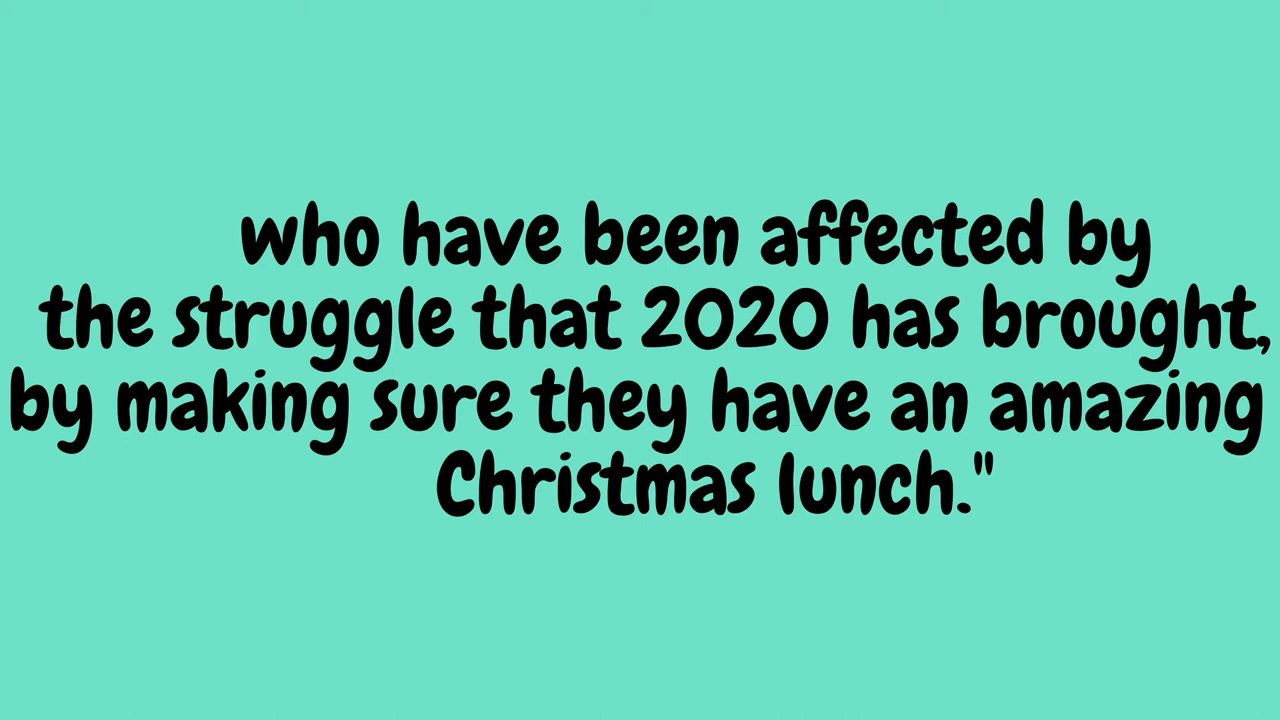 who have been affected by
the struggle that 2020 has brought,
by making sure they have an amazing
Christmas lunch."